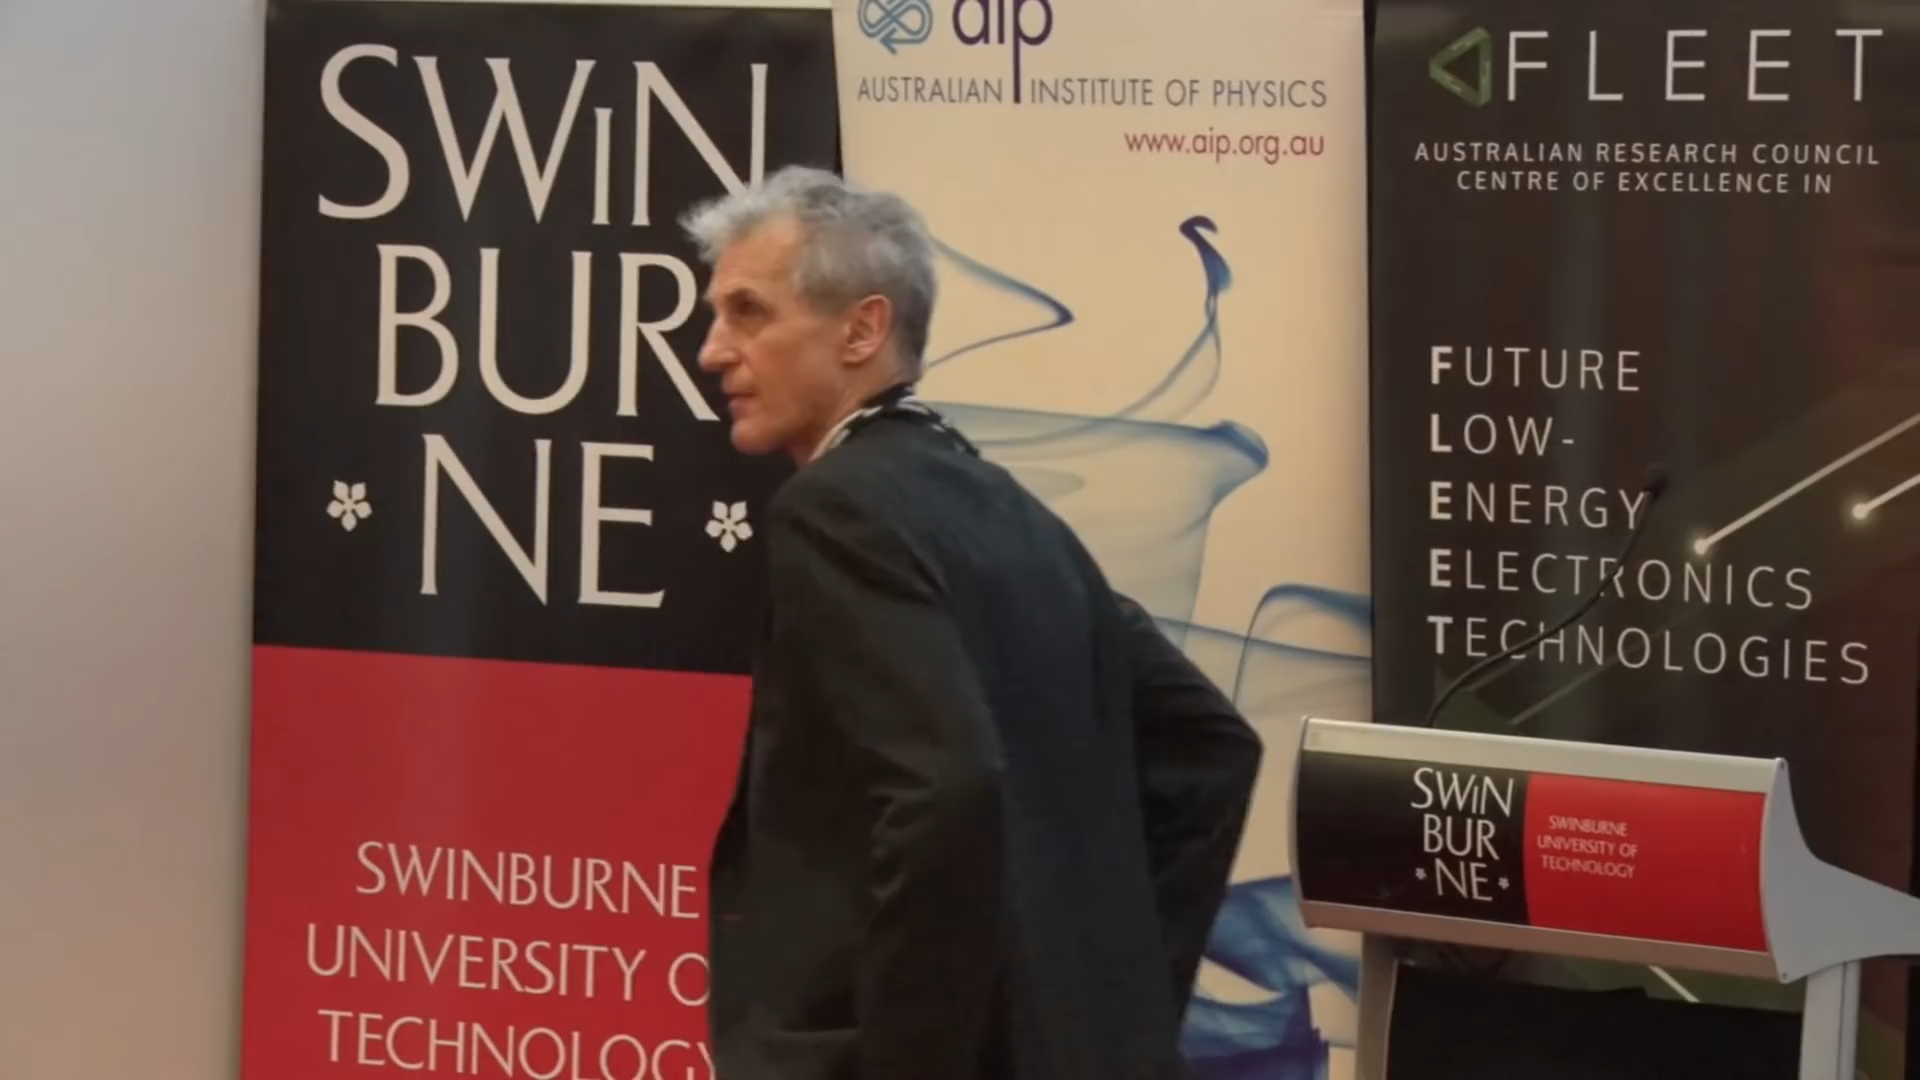 SWIN
BUR
NE
SWINBURNE
UNIVERSITY O
TECHNOLOGY
aip
AUSTRALIAN INSTITUTE OF PHYSICS
www.aip.org.au
FLEET
AUSTRALIAN RESEARCH COUNCIL
CENTRE OF EXCELLENCE IN
FUTURE
LOW-
ENERGY
ELECTRONICS
TECHNOLOGIES
SWIN
BUR
NE
SWINBURNE
UNIVERSITY OF
TECHNOLOGY